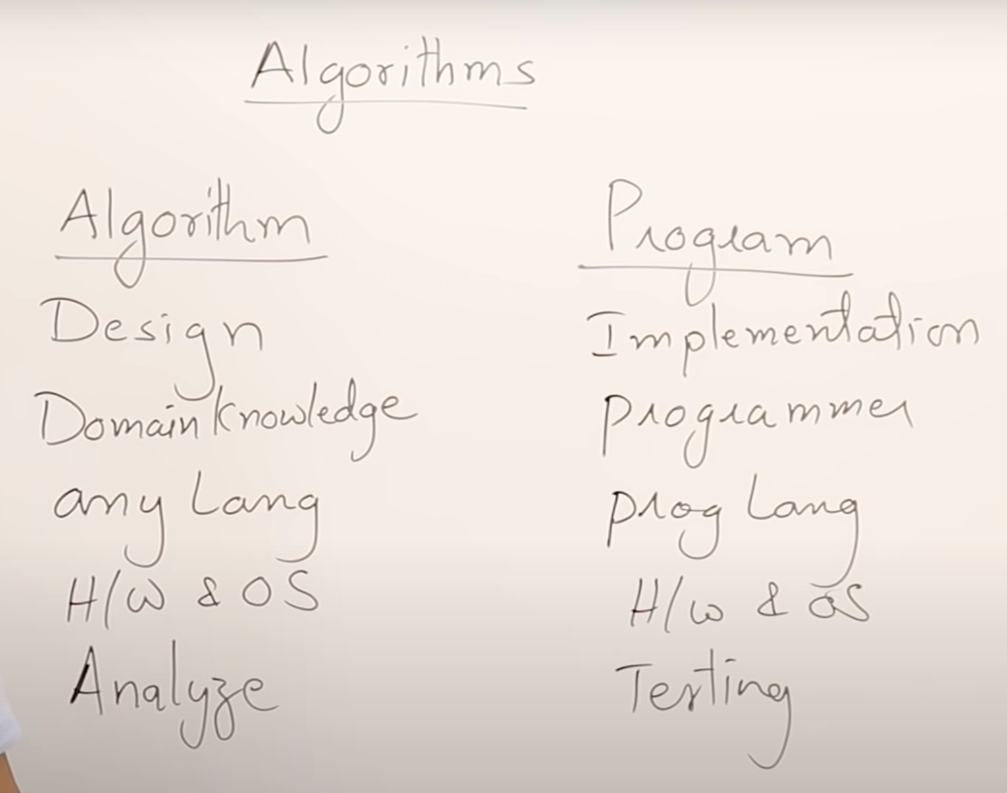 Algorithms
Algorithm
Design
Domain knowledge
any Lang
H/W & OS
Analyze
Program
Implementation
programmer
prog Lang
H/w & OS
Testing